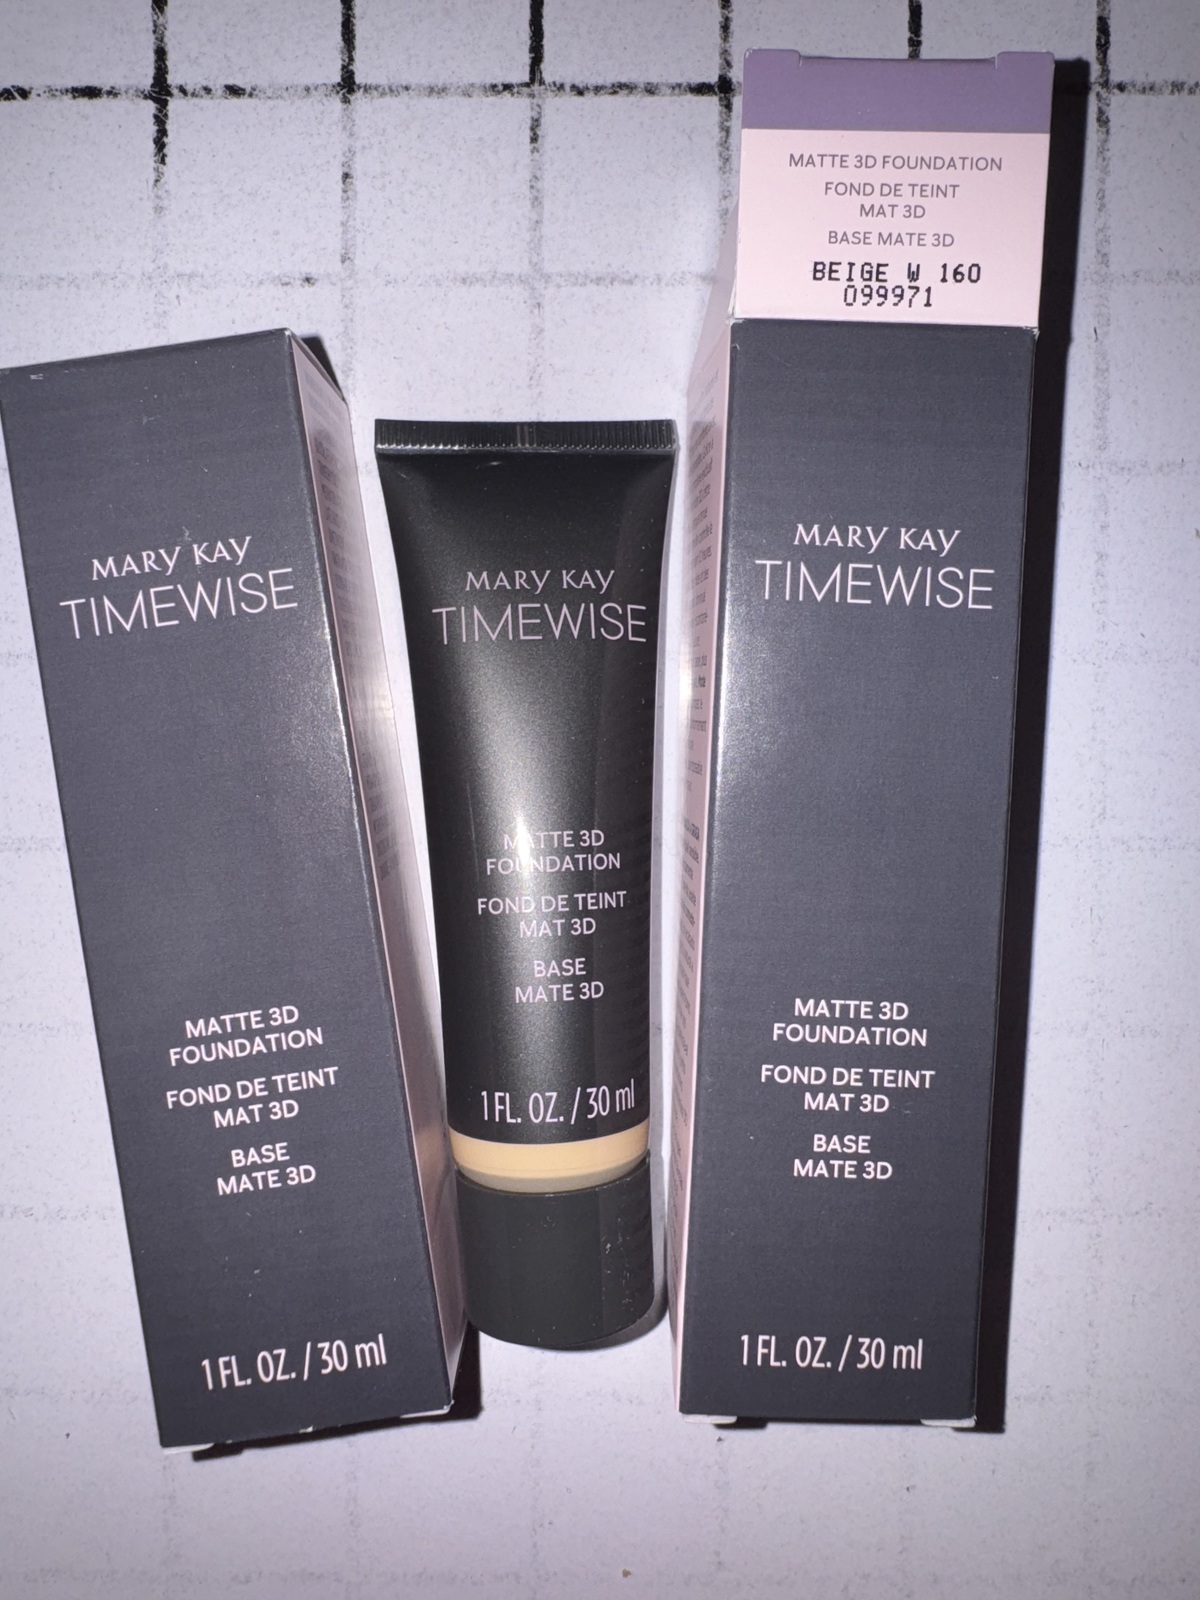 MARY KAY
TIMEWISE
MATTE 3D
FOUNDATION
FOND DE TEINT
MAT 3D
BASE
MATE 3D
1 FL. OZ. / 30 ml
MARY KAY
TIMEWISE
MATTE 3D
FOUNDATION
FOND DE TEINT
MAT 3D
BASE
MATE 3D
1 FL. OZ. / 30 ml
MATTE 3D FOUNDATION
FOND DE TEINT
MAT 3D
BASE MATE 3D
BEIGE W 160
099971
MARY KAY
TIMEWISE
MATTE 3D
FOUNDATION
FOND DE TEINT
MAT 3D
BASE
MATE 3D
1 FL. OZ. / 30 ml